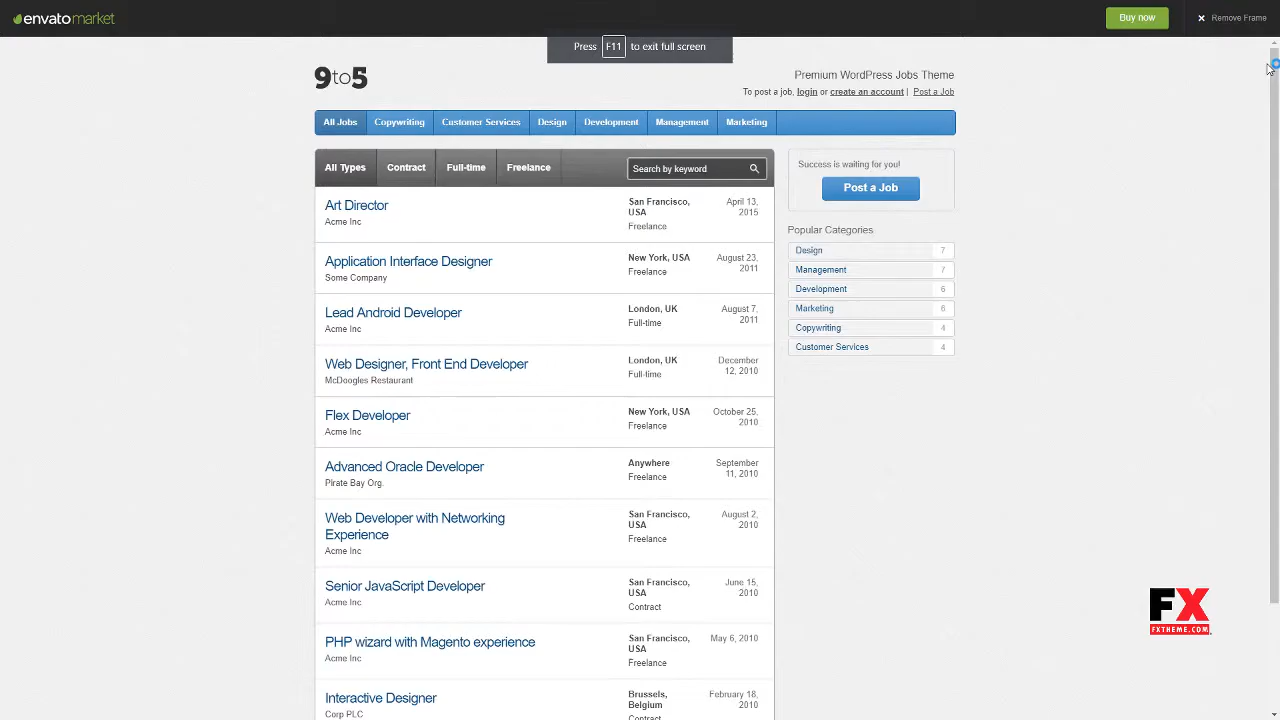 envato market
Buy now
Remove Frame
Press F11 to exit full screen
9to5
Premium WordPress Jobs Theme
To post a job, login or create an account | Post a Job
All Jobs Copywriting Customer Services Design Development Management Marketing
All Types Contract Full-time Freelance Search by keyword
Success is waiting for you!
Post a Job
Popular Categories
Design 7
Management 7
Development 6
Marketing 6
Copywriting 4
Customer Services 4
Art Director
Acme Inc
San Francisco,
USA
Freelance
April 13,
2015
Application Interface Designer
Some Company
New York, USA
Freelance
August 23,
2011
Lead Android Developer
Acme Inc
London, UK
Full-time
August 7,
2011
Web Designer, Front End Developer
McDoogles Restaurant
London, UK
Full-time
December
12, 2010
Flex Developer
Acme Inc
New York, USA
Freelance
October 25,
2010
Advanced Oracle Developer
Pirate Bay Org.
Anywhere
Freelance
September
11, 2010
Web Developer with Networking
Experience
Acme Inc
San Francisco,
USA
Freelance
August 2,
2010
Senior JavaScript Developer
Acme Inc
San Francisco,
USA
Contract
June 15,
2010
PHP wizard with Magento experience
Acme Inc
San Francisco,
USA
Freelance
May 6, 2010
Interactive Designer
Corp PLC
Brussels,
Belgium
Contract
February 18,
2010
FX
FXTHEME.COM